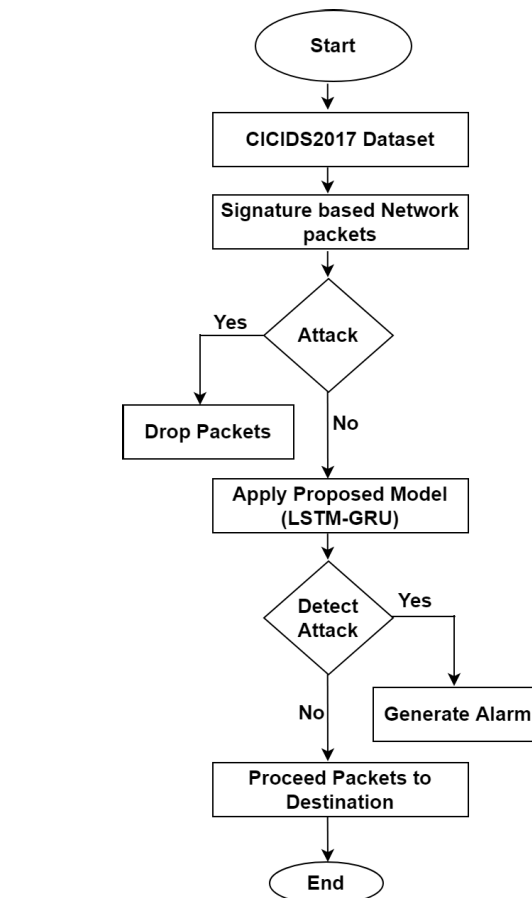 Start
CICIDS2017 Dataset
Signature based Network
packets
Yes
Attack
Drop Packets
No
Apply Proposed Model
(LSTM-GRU)
Detect
Attack
Yes
No
Generate Alarm
Proceed Packets to
Destination
End